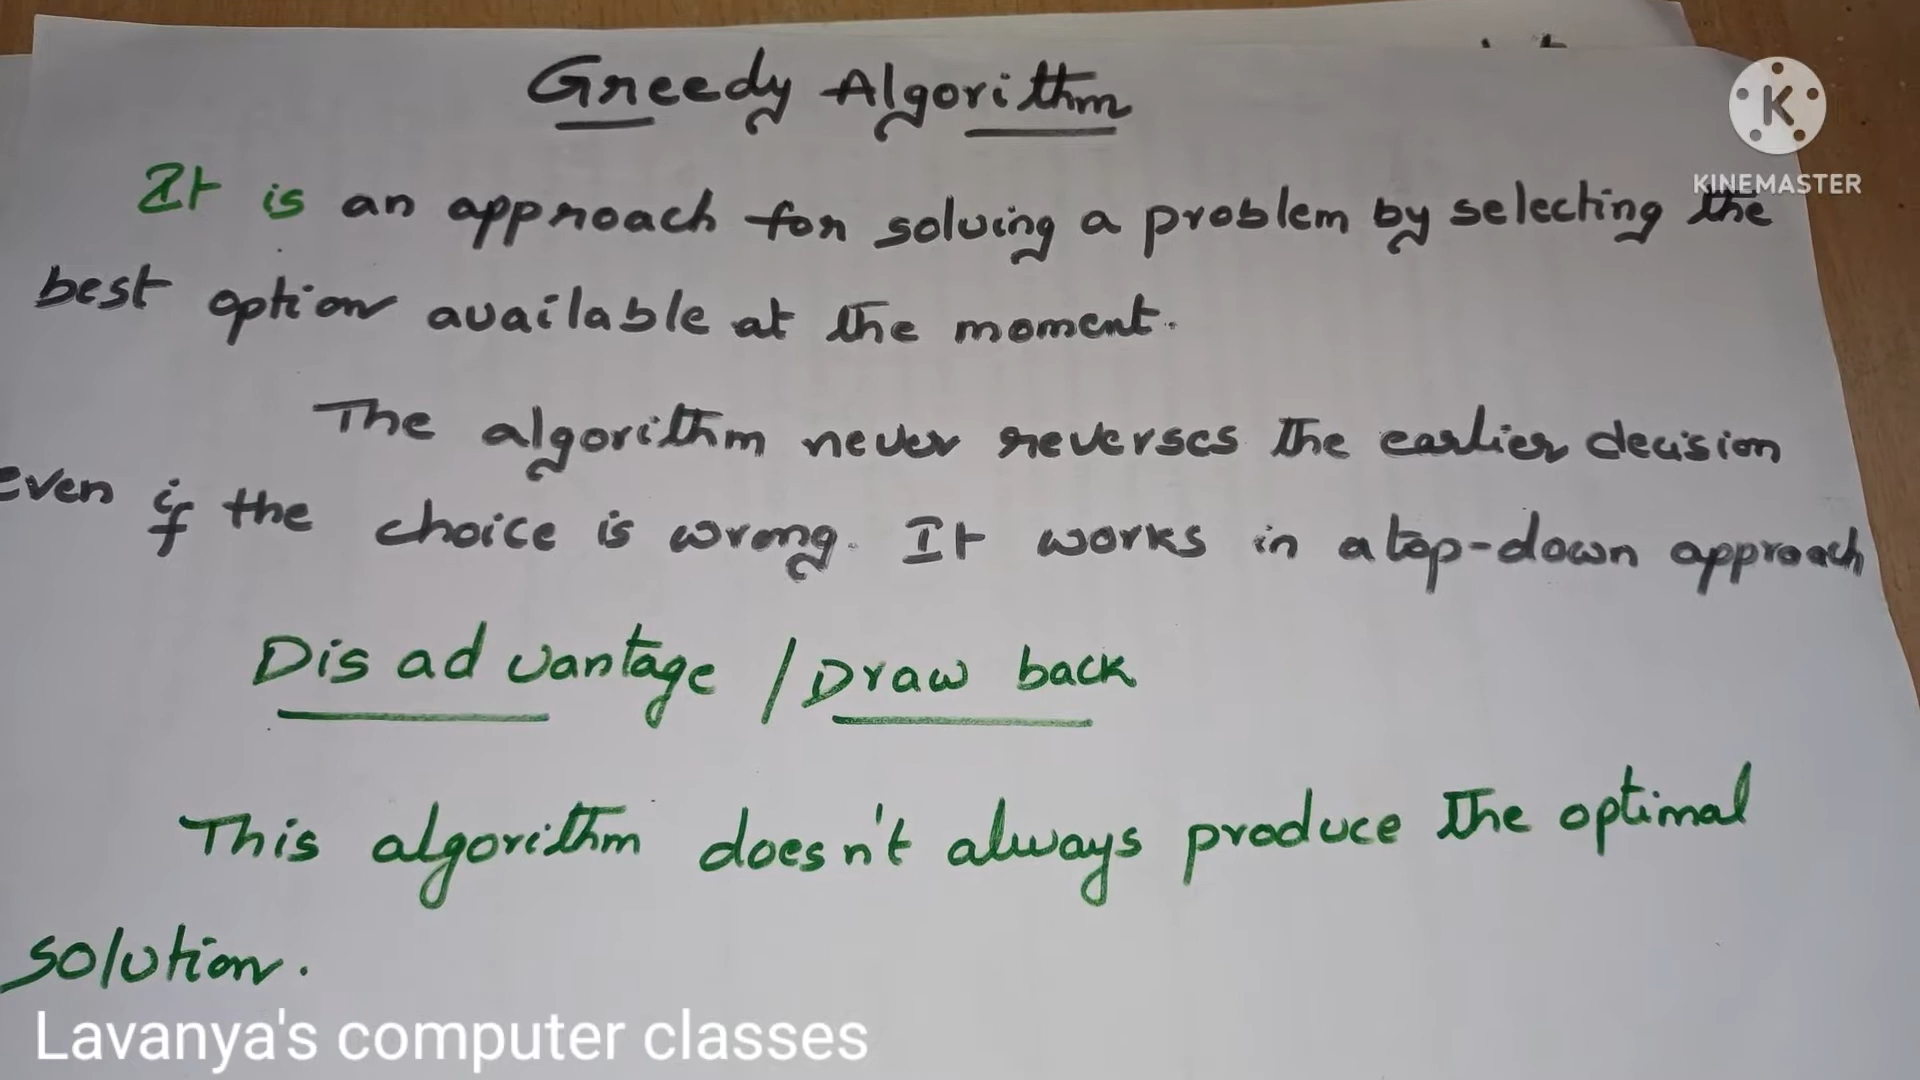 Greedy Algorithm
KINEMASTER
It is an approach for solving a problem by selecting the
best option available at the moment.
The algorithm never reverses the earlier decision
even if the choice is wrong. It works in a top-down approach
Dis advantage / Draw back
This algorithm doesn't always produce the optimal
solution.
Lavanya's computer classes